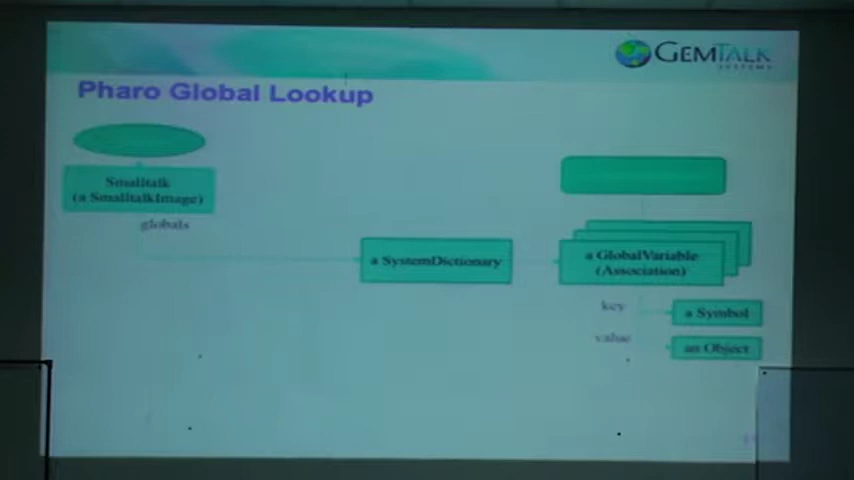 GEMTALK
SYSTEMS
Pharo Global Lookup
Smalltalk
(a SmalltalkImage)
globals
a SystemDictionary
a GlobalVariable
(Association)
key
a Symbol
value
an Object